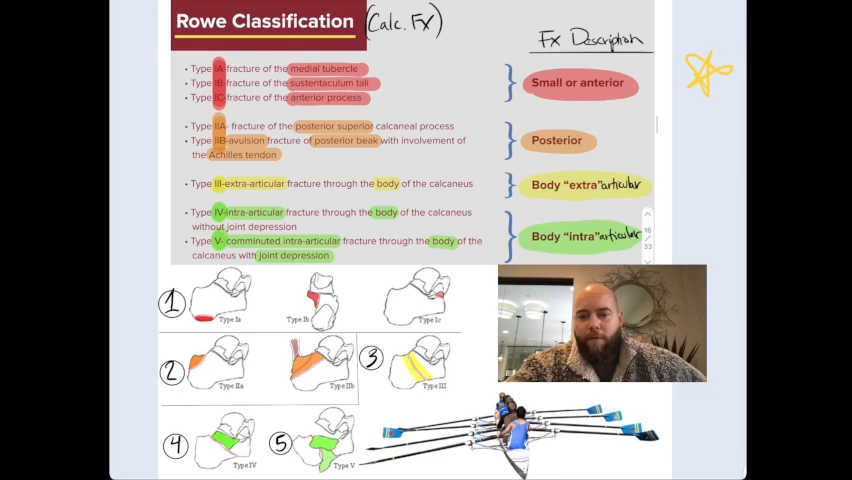 Rowe Classification (Calc. Fx)
Fx Description
• Type IA-fracture of the medial tubercle
• Type IB-fracture of the sustentaculum tali
• Type IC-fracture of the anterior process
Small or anterior
• Type IIA- fracture of the posterior superior calcaneal process
• Type IIB-avulsion fracture of posterior beak with involvement of
the Achilles tendon
Posterior
• Type III-extra-articular fracture through the body of the calcaneus
Body "extra"articular
• Type IV-intra-articular fracture through the body of the calcaneus
without joint depression
• Type V- comminuted intra-articular fracture through the body of the
calcaneus with joint depression
Body "intra"articular
16
/
33
1
Type Ia
Type Ib
Type Ic
2
Type IIa
Type IIb
3
Type III
4
Type IV
5
Type V